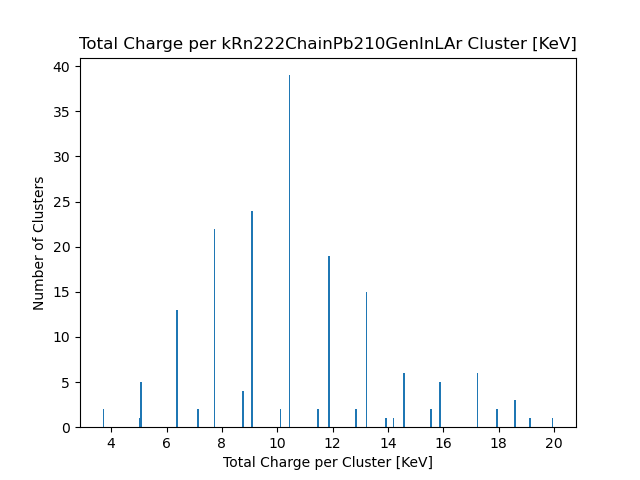 Total Charge per kRn222ChainPb210GenInLAr Cluster [KeV]
40
35
30
25
20
15
10
5
0
Number of Clusters
4 6 8 10 12 14 16 18 20
Total Charge per Cluster [KeV]